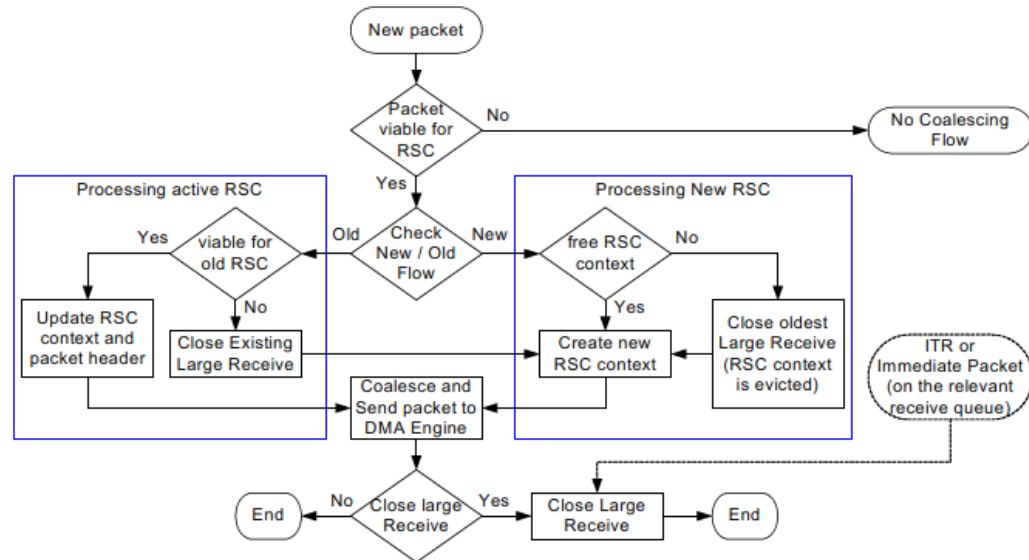 New packet
Packet
viable for
RSC
No
No Coalescing
Flow
Yes
Processing active RSC
Processing New RSC
Yes
viable for
old RSC
Old
Check
New / Old
Flow
New
free RSC
context
No
No
Yes
Update RSC
context and
packet header
Close Existing
Large Receive
Create new
RSC context
Close oldest
Large Receive
(RSC context
is evicted)
ITR or
Immediate Packet
(on the relevant
receive queue)
Coalesce and
Send packet to
DMA Engine
End
No
Close large
Receive
Yes
Close Large
Receive
End